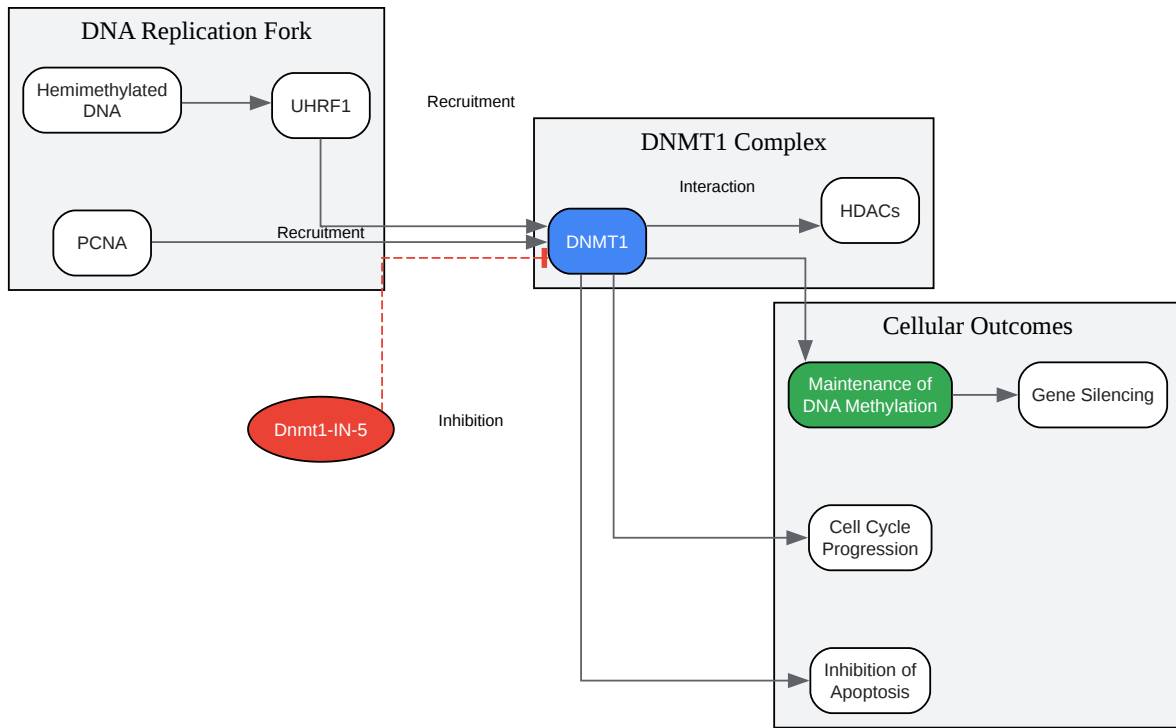 DNA Replication Fork
Hemimethylated
DNA
UHRF1
Recruitment
PCNA
Recruitment
DNMT1 Complex
Interaction
DNMT1
HDACs
Dnmt1-IN-5
Inhibition
Cellular Outcomes
Maintenance of
DNA Methylation
Gene Silencing
Cell Cycle
Progression
Inhibition of
Apoptosis